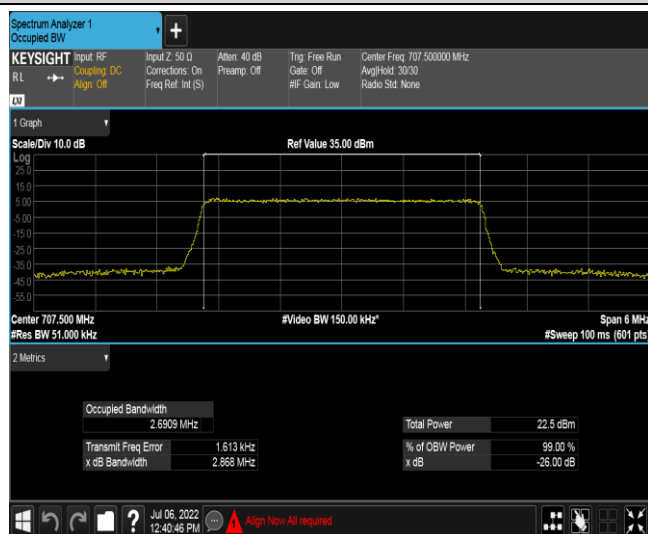 Spectrum Analyzer 1
Occupied BW
+
KEYSIGHT
RL
LXI
Input: RF
Coupling: DC
Align: Off
Input Z: 50 Ω
Corrections: On
Freq Ref: Int (S)
Atten: 40 dB
Preamp: Off
Trig: Free Run
Gate: Off
#IF Gain: Low
Center Freq: 707.500000 MHz
Avg|Hold: 30/30
Radio Std: None
1 Graph
Scale/Div 10.0 dB
Ref Value 35.00 dBm
Log
25.0
15.0
5.00
-5.00
-15.0
-25.0
-35.0
-45.0
-55.0
Center 707.500 MHz
#Video BW 150.00 kHz*
Span 6 MHz
#Res BW 51.000 kHz
#Sweep 100 ms (601 pts)
2 Metrics
Occupied Bandwidth
2.6909 MHz
Total Power 22.5 dBm
Transmit Freq Error 1.613 kHz
% of OBW Power 99.00 %
x dB Bandwidth 2.868 MHz
x dB -26.00 dB
?
Jul 06, 2022
12:40:46 PM
Align Now All required